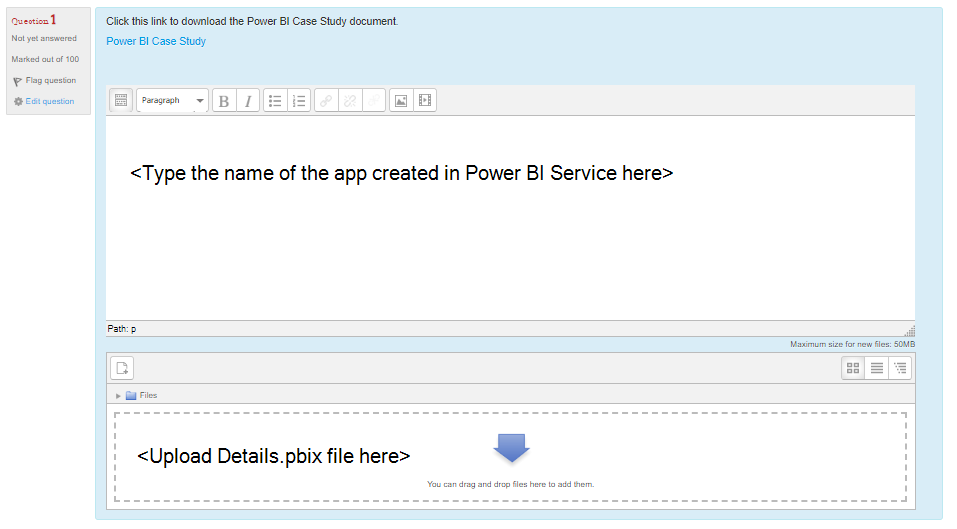 Question 1
Not yet answered
Marked out of 100
Flag question
Edit question
Click this link to download the Power BI Case Study document.
Power BI Case Study
Paragraph
B I
<Type the name of the app created in Power BI Service here>
Path: p
Maximum size for new files: 50MB
Files
<Upload Details.pbix file here>
You can drag and drop files here to add them.